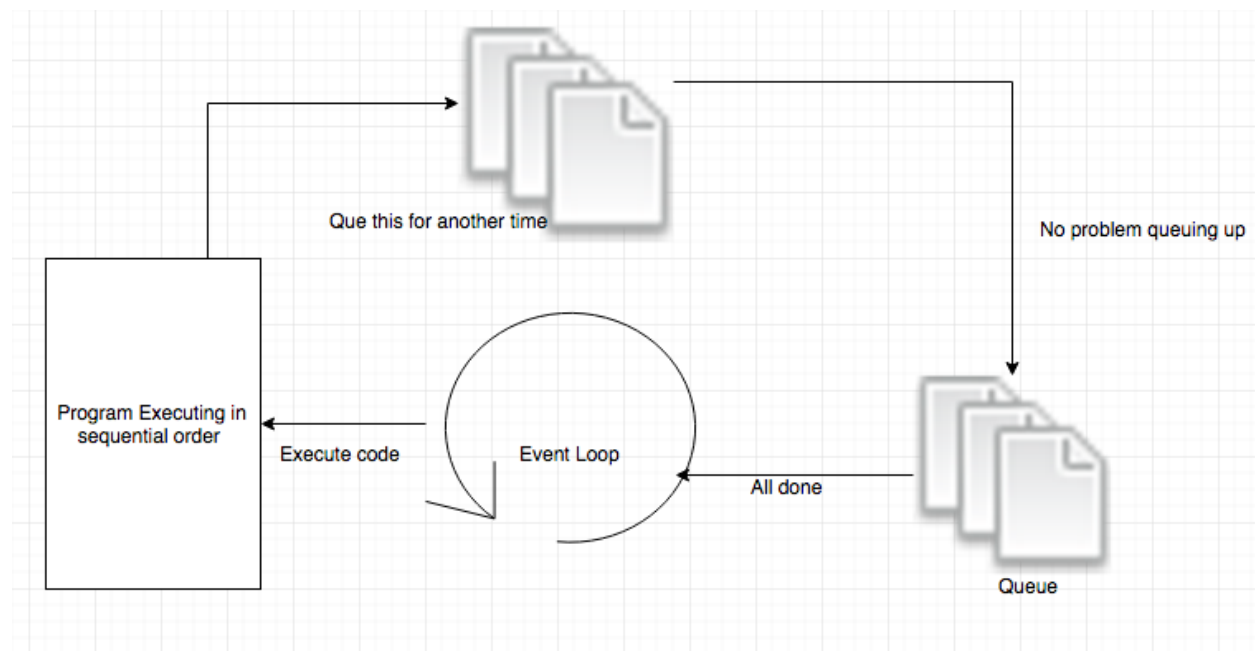 Que this for another time
No problem queuing up
Program Executing in
sequential order
Execute code
Event Loop
All done
Queue